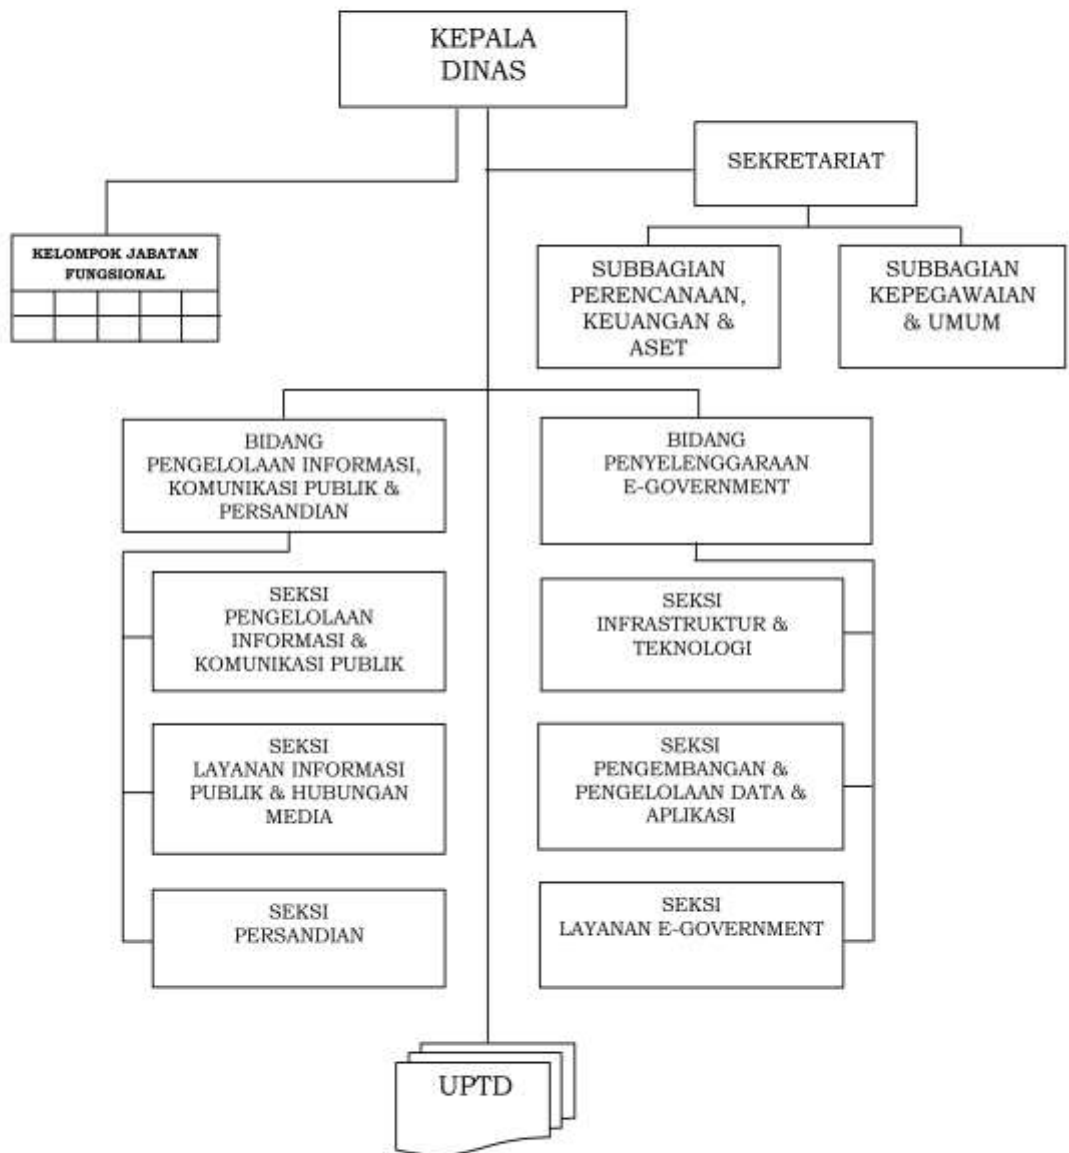 KEPALA
DINAS
SEKRETARIAT
KELOMPOK JABATAN
FUNGSIONAL
SUBBAGIAN
PERENCANAAN,
KEUANGAN &
ASET
SUBBAGIAN
KEPEGAWAIAN
& UMUM
BIDANG
PENGELOLAAN INFORMASI,
KOMUNIKASI PUBLIK &
PERSANDIAN
BIDANG
PENYELENGGARAAN
E-GOVERNMENT
SEKSI
PENGELOLAAN
INFORMASI &
KOMUNIKASI PUBLIK
SEKSI
INFRASTRUKTUR &
TEKNOLOGI
SEKSI
LAYANAN INFORMASI
PUBLIK & HUBUNGAN
MEDIA
SEKSI
PENGEMBANGAN &
PENGELOLAAN DATA &
APLIKASI
SEKSI
PERSANDIAN
SEKSI
LAYANAN E-GOVERNMENT
UPTD